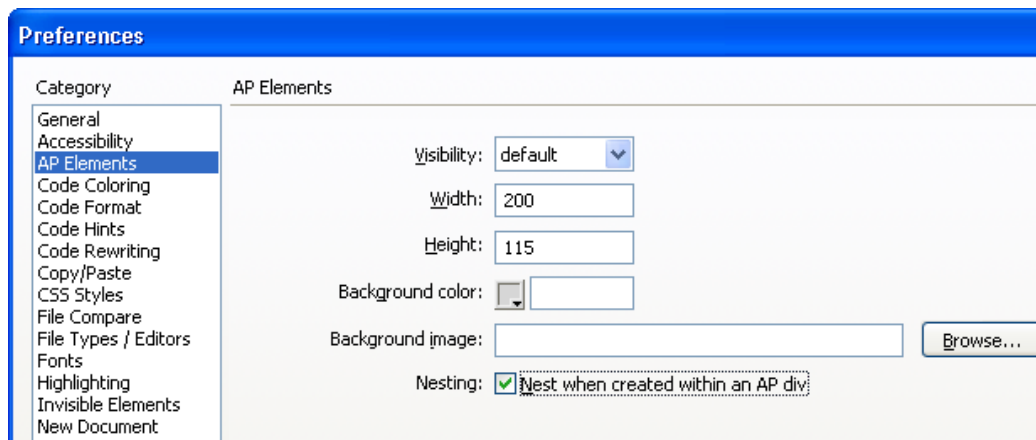 Preferences
Category
General
Accessibility
AP Elements
Code Coloring
Code Format
Code Hints
Code Rewriting
Copy/Paste
CSS Styles
File Compare
File Types / Editors
Fonts
Highlighting
Invisible Elements
New Document
AP Elements
Visibility: default
Width: 200
Height: 115
Background color:
Background image: Browse...
Nesting: Nest when created within an AP div